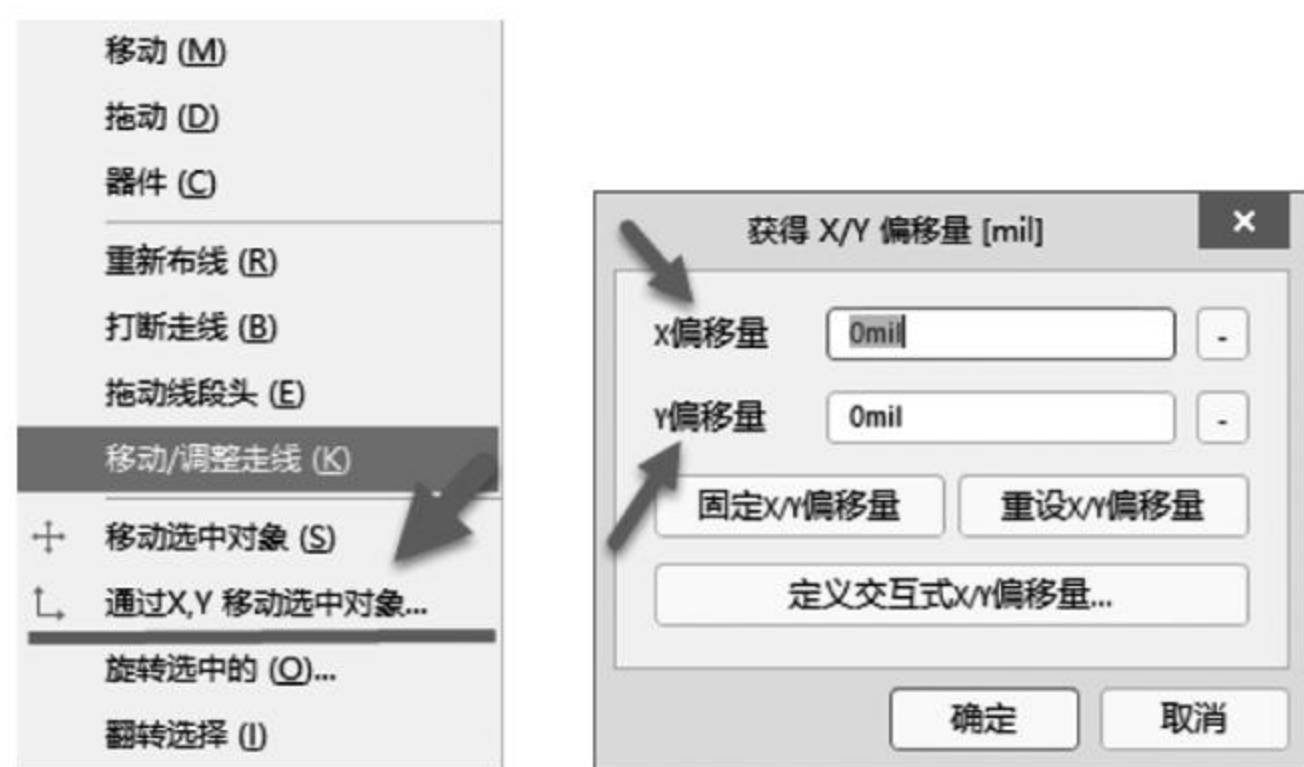 移动 (M)
拖动 (D)
器件 (C)
重新布线 (R)
打断走线 (B)
拖动线段头 (E)
移动/调整走线 (K)
移动选中对象 (S)
通过X,Y 移动选中对象...
旋转选中的 (O)...
翻转选择 (I)
获得 X/Y 偏移量 [mil]
X偏移量 0mil -
Y偏移量 0mil -
固定X/Y偏移量 重设X/Y偏移量
定义交互式X/Y偏移量...
确定 取消